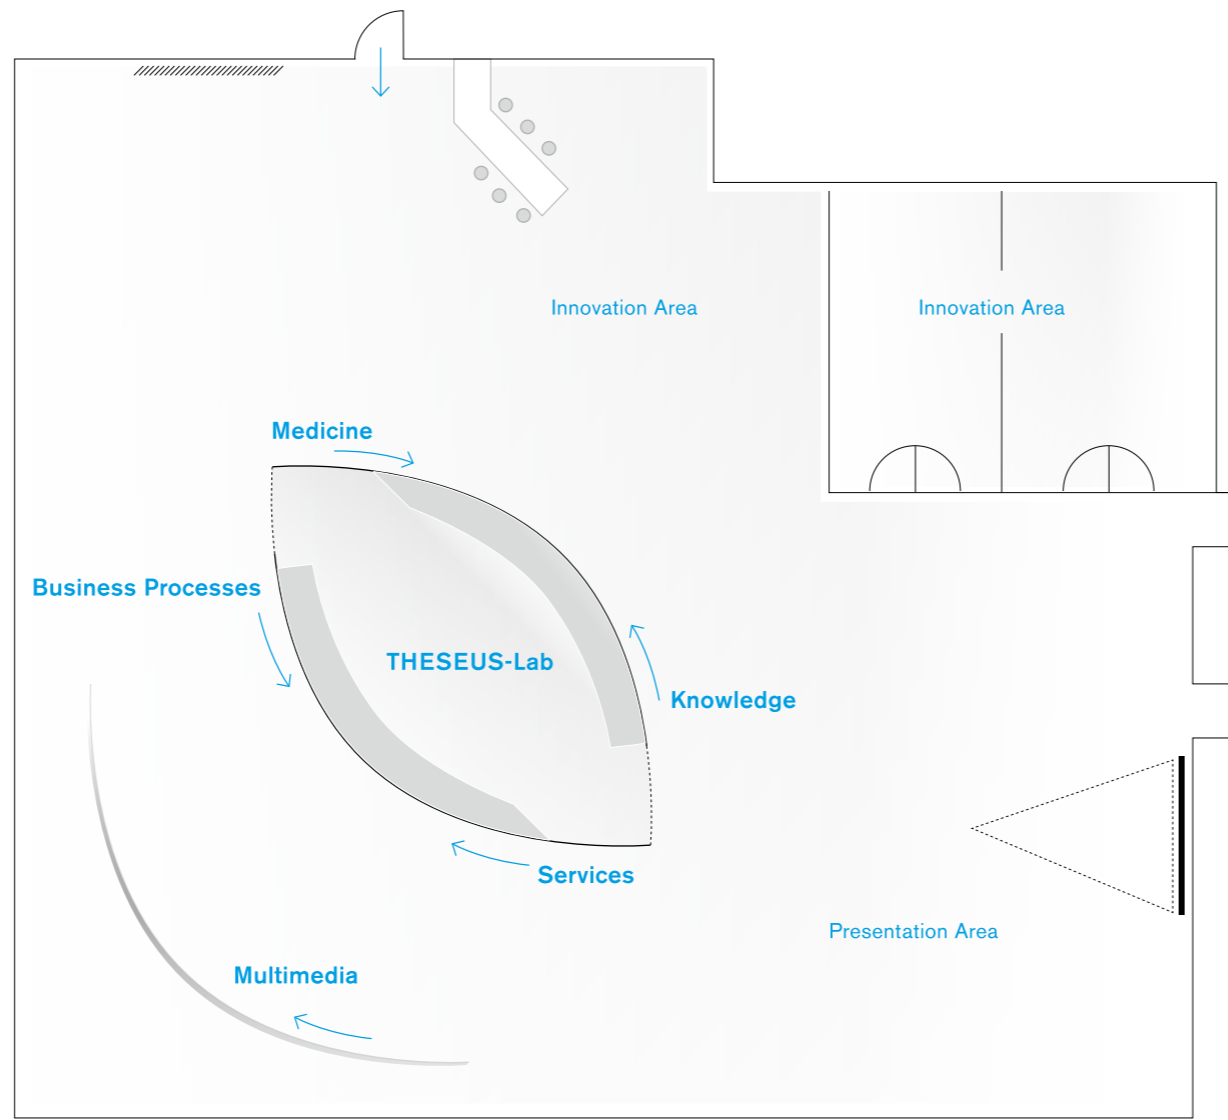 Innovation Area
Innovation Area
Medicine
Business Processes
THESEUS-Lab
Knowledge
Services
Presentation Area
Multimedia